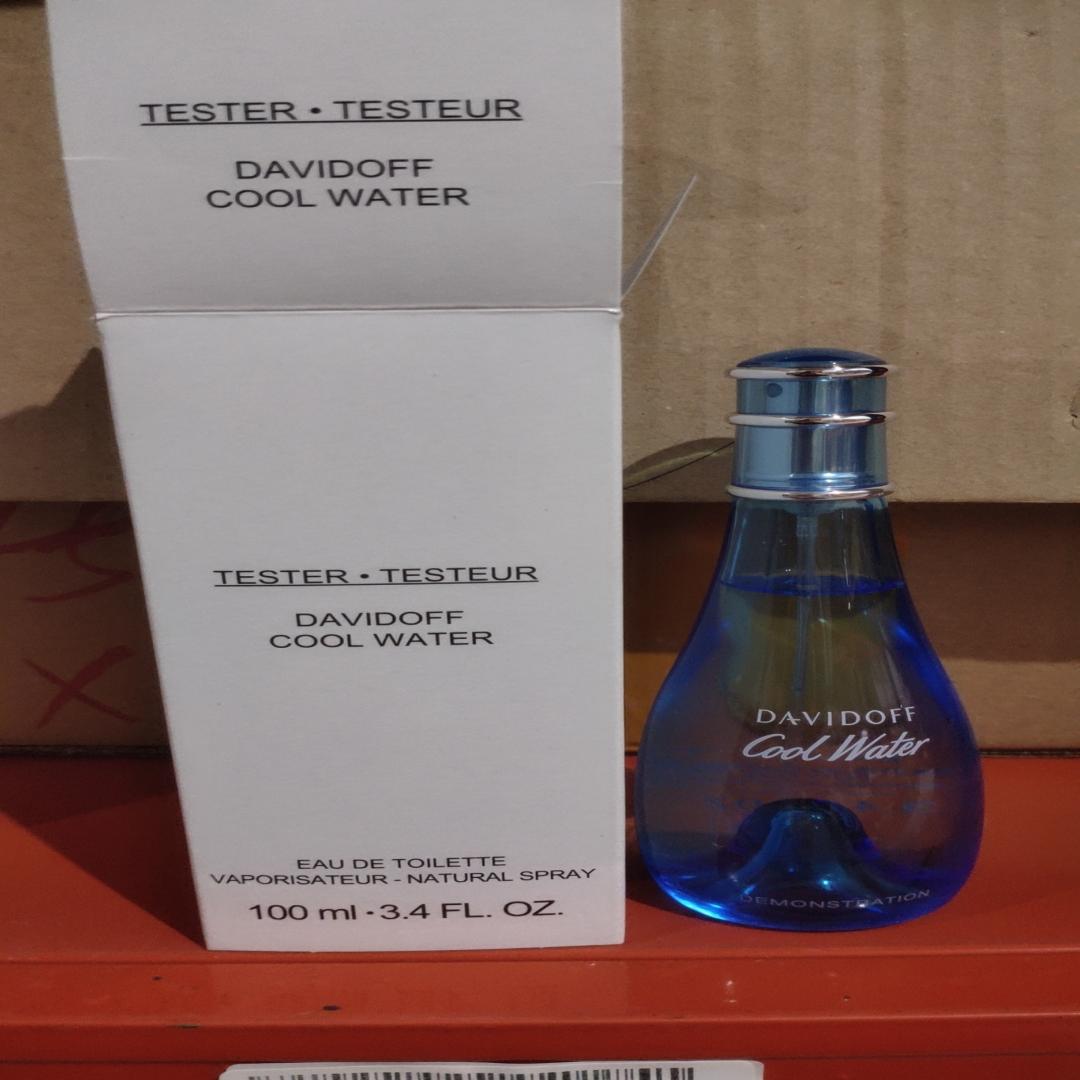 TESTER • TESTEUR
DAVIDOFF
COOL WATER
TESTER • TESTEUR
DAVIDOFF
COOL WATER
EAU DE TOILETTE
VAPORISATEUR - NATURAL SPRAY
100 ml • 3.4 FL. OZ.
DAVIDOFF
Cool Water
DEMONSTRATION
X